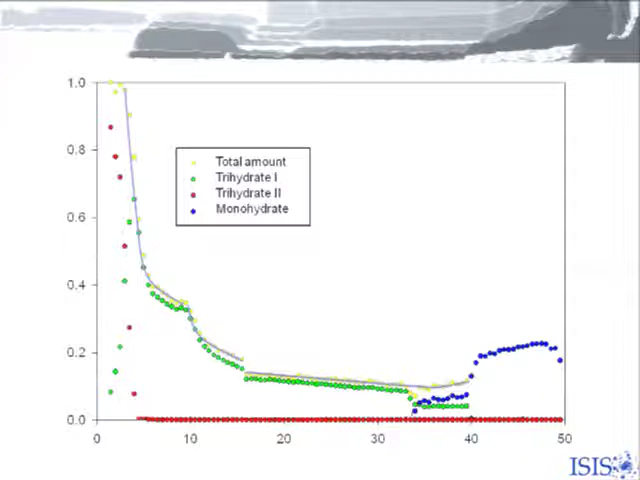 1.0
0.8
Total amount
Trihydrate I
Trihydrate II
Monohydrate
0.6
0.4
0.2
0.0
0 10 20 30 40 50
ISIS